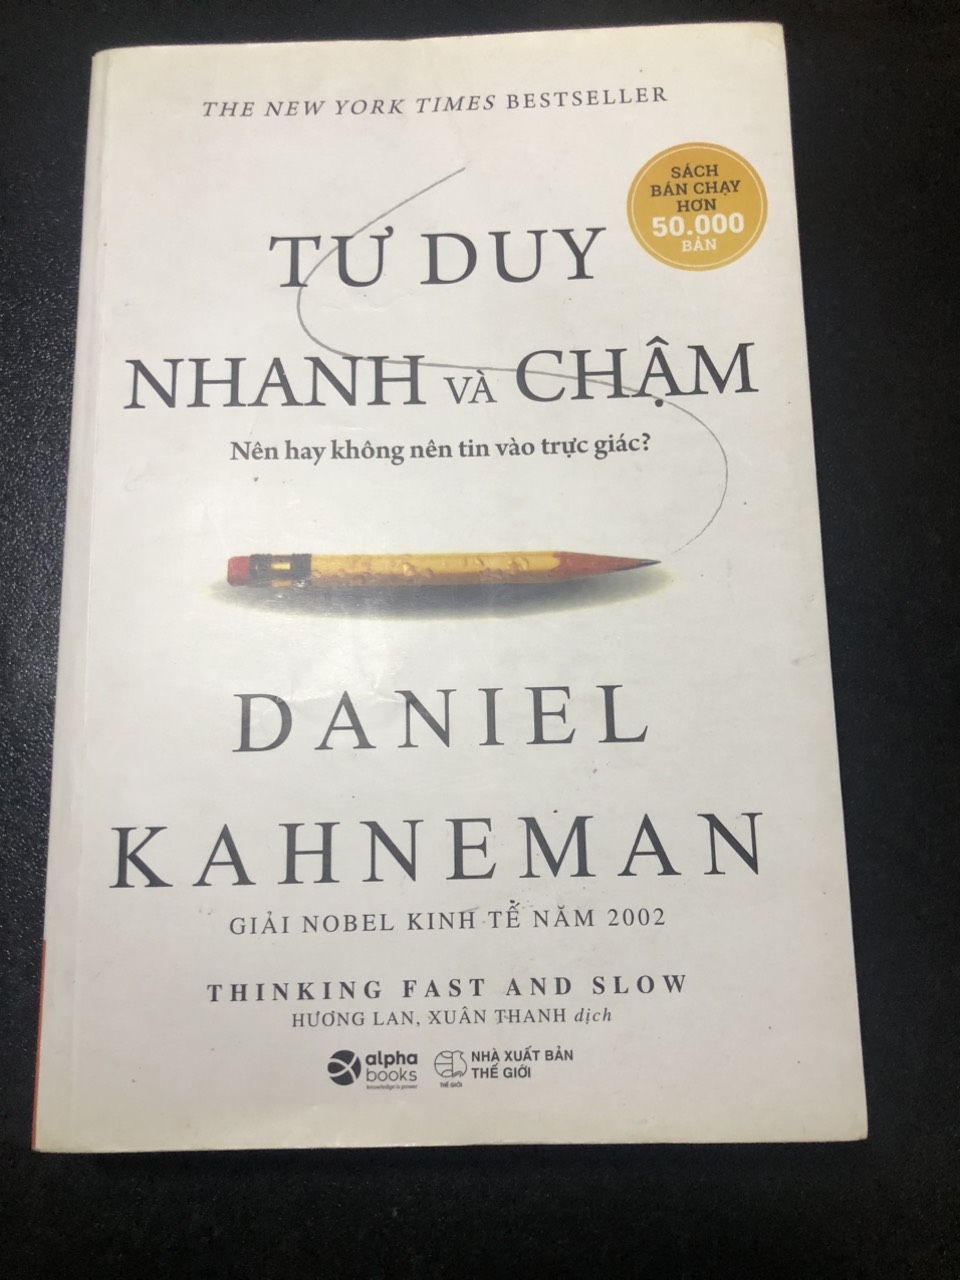 THE NEW YORK TIMES BESTSELLER
SÁCH
BÁN CHẠY
HƠN
50.000
BẢN
TƯ DUY
NHANH VÀ CHẬM
Nên hay không nên tin vào trực giác?
DANIEL
KAHNEMAN
GIẢI NOBEL KINH TẾ NĂM 2002
THINKING FAST AND SLOW
HƯƠNG LAN, XUÂN THANH dịch
alpha
books
knowledge is power
THẾ GIỚI
NHÀ XUẤT BẢN
THẾ GIỚI